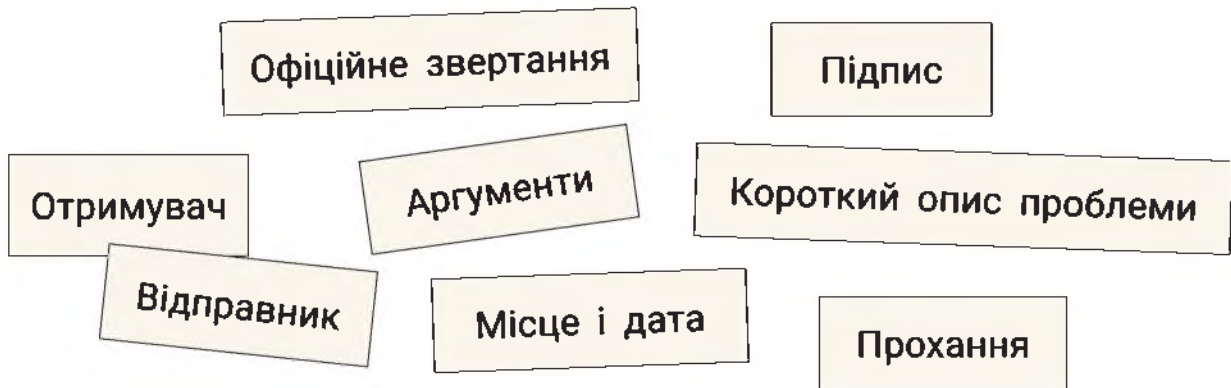 Офіційне звертання
Підпис
Отримувач
Аргументи
Короткий опис проблеми
Відправник
Місце і дата
Прохання